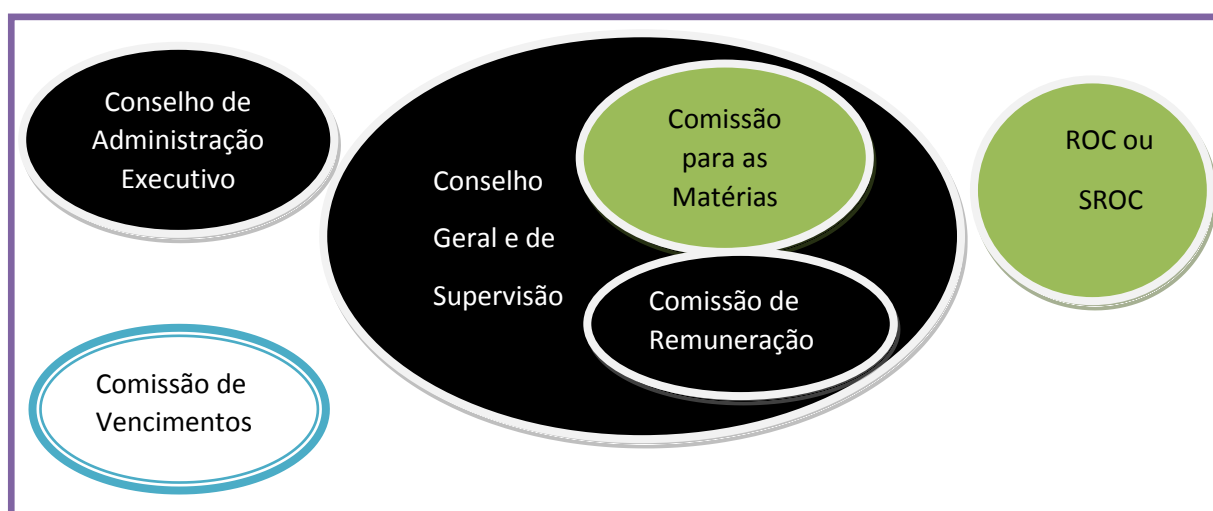 Conselho de
Administração
Executivo
Conselho
Geral e de
Supervisão
Comissão
para as
Matérias
Comissão de
Remuneração
ROC ou
SROC
Comissão de
Vencimentos